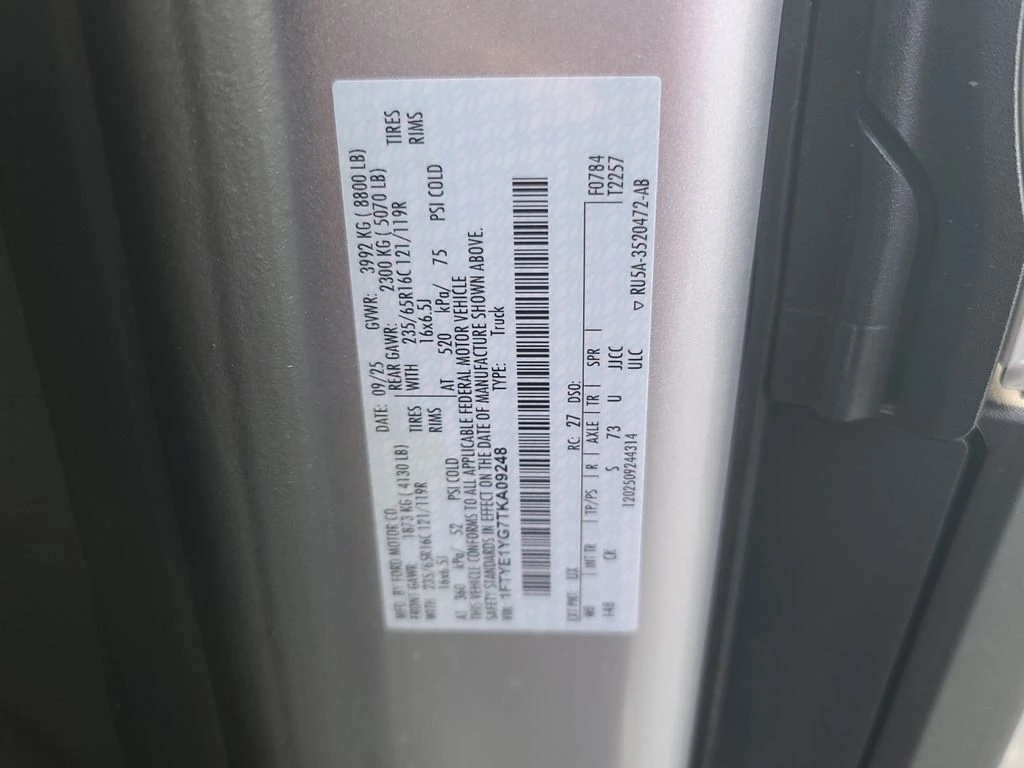 MFD. BY FORD MOTOR CO. DATE: 09/25 GVWR: 3992 KG ( 8800 LB)
FRONT GAWR: 1873 KG ( 4130 LB) REAR GAWR: 2300 KG ( 5070 LB)
WITH 235/65R16C 121/119R TIRES WITH 235/65R16C 121/119R TIRES
16x6.5J RIMS 16x6.5J RIMS
AT 360 kPa/ 52 PSI COLD AT 520 kPa/ 75 PSI COLD
THIS VEHICLE CONFORMS TO ALL APPLICABLE FEDERAL MOTOR VEHICLE
SAFETY STANDARDS IN EFFECT ON THE DATE OF MANUFACTURE SHOWN ABOVE.
VIN: 1FTYE1YG7TKA09248 TYPE: Truck
EXT PNT: UX RC: 27 DSO: F0784
WB INT TR TP/PS R AXLE TR SPR T2257
148 CK S 73 U JJCC
1202509244314 ULC ▽ RU5A-3520472-AB